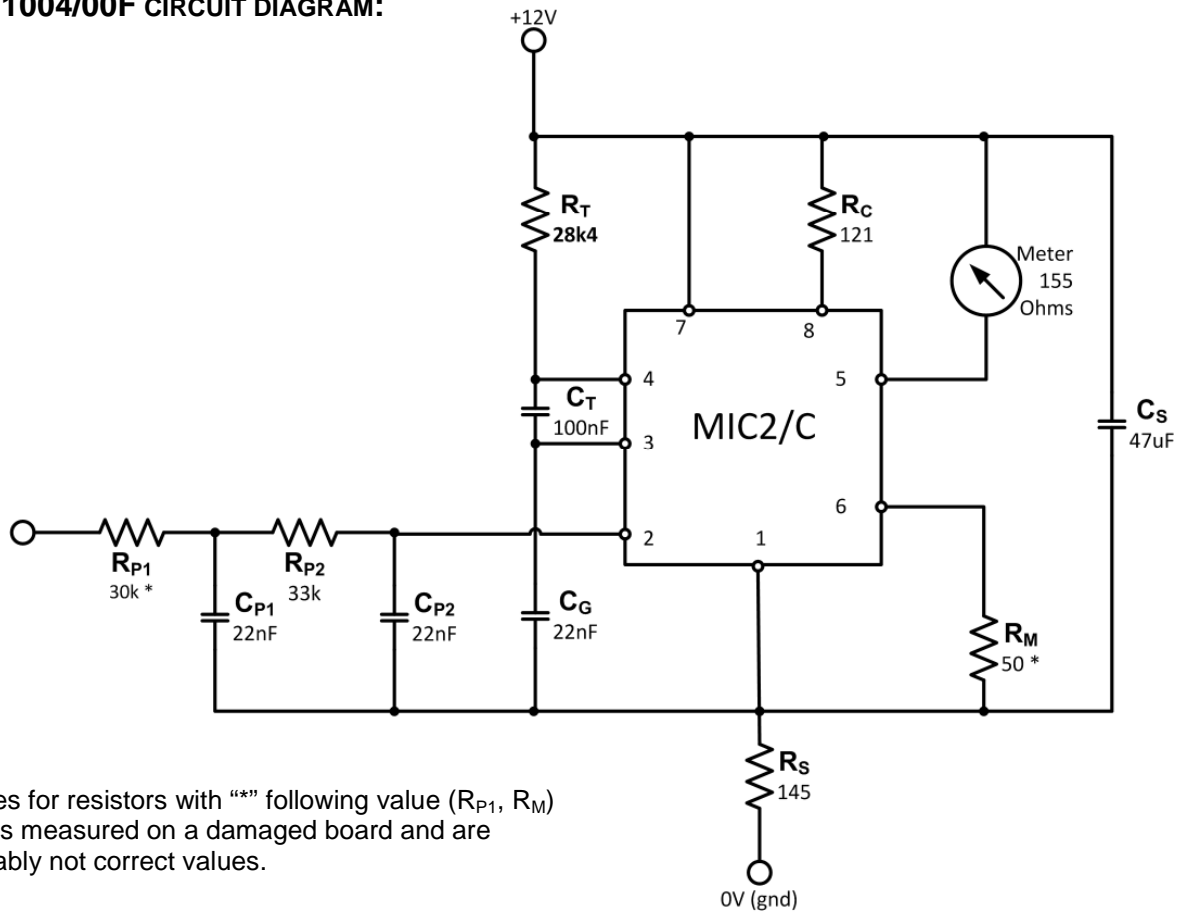 1004/00F CIRCUIT DIAGRAM:
+12V
RT
28k4
RC
121
Meter
155
Ohms
7
8
4
5
CT
100nF
3
MIC2/C
CS
47uF
6
2
1
RP1
30k *
RP2
33k
CP1
22nF
CP2
22nF
CG
22nF
RM
50 *
RS
145
es for resistors with “*” following value (RP1, RM)
s measured on a damaged board and are
ably not correct values.
0V (gnd)